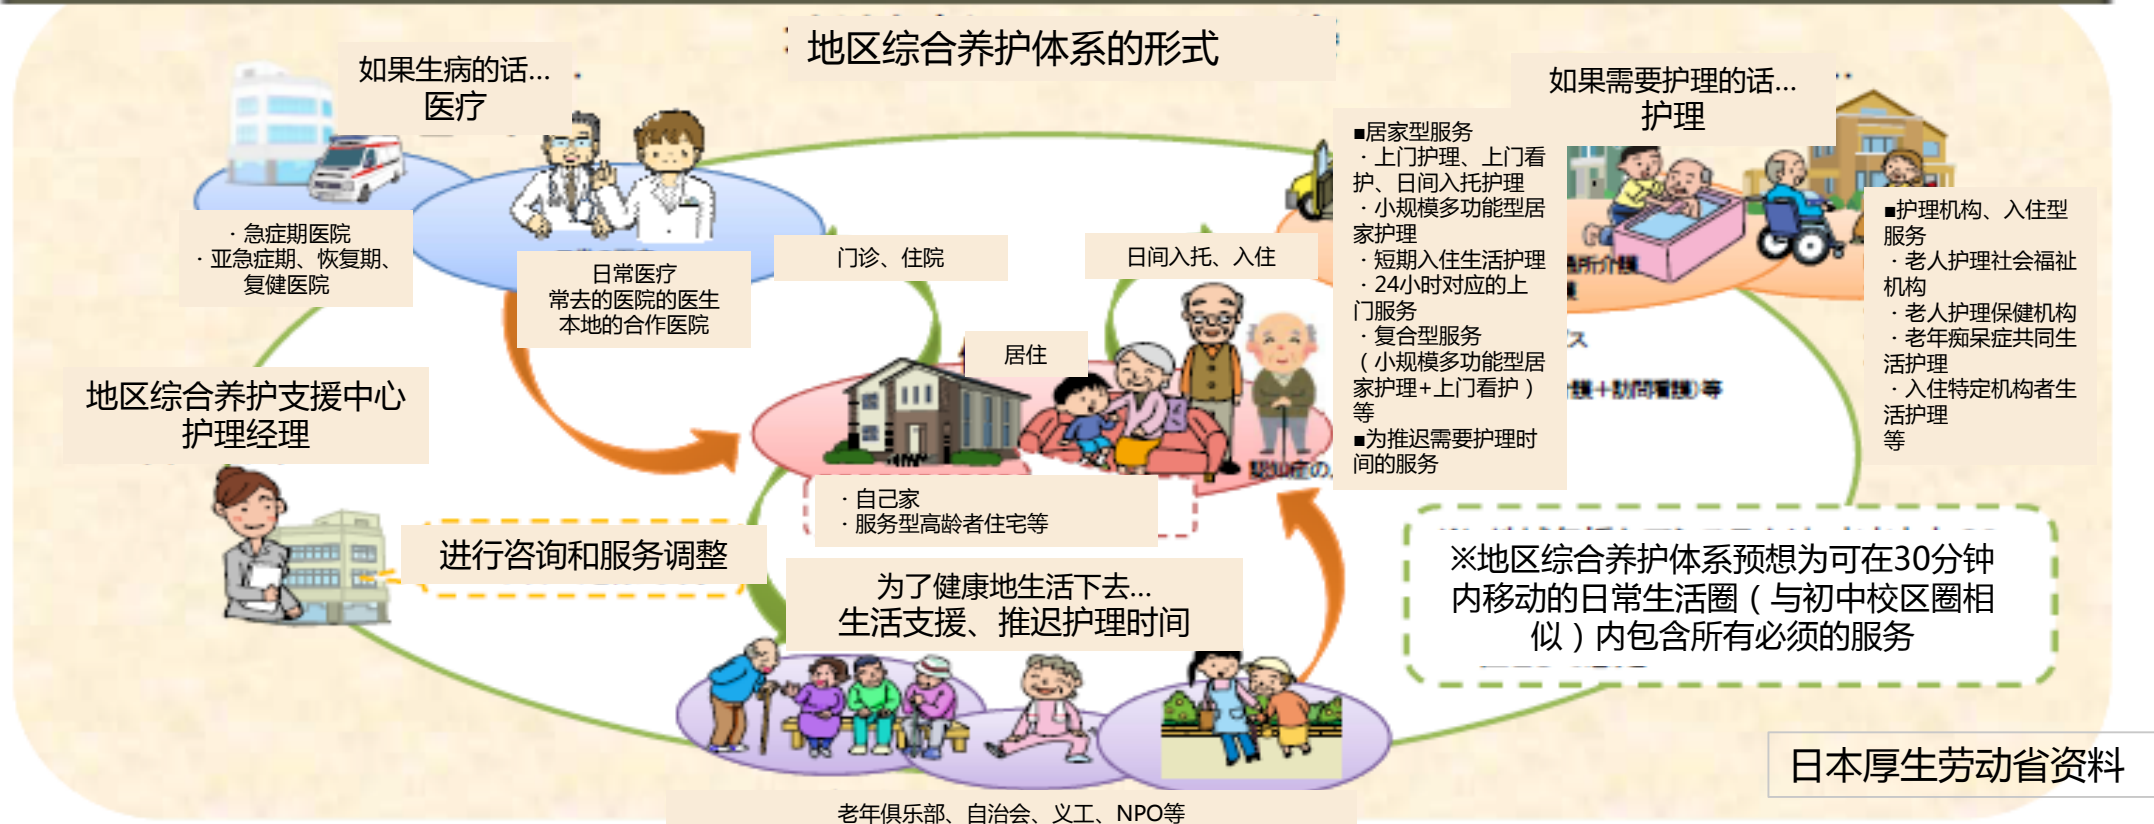 地区综合养护体系的形式
如果生病的话...
医疗
如果需要护理的话...
护理
· 急症期医院
· 亚急症期、恢复期、
复健医院
日常医疗
常去的医院的医生
本地的合作医院
门诊、住院
日间入托、入住
■居家型服务
· 上门护理、上门看
护、日间入托护理
· 小规模多功能型居
家护理
· 短期入住生活护理
· 24小时对应的上
门服务
· 复合型服务
（小规模多功能型居
家护理+上门看护）
等
■为推迟需要护理时
间的服务
■护理机构、入住型
服务
· 老人护理社会福祉
机构
· 老人护理保健机构
· 老年痴呆症共同生
活护理
· 入住特定机构者生
活护理
等
所介護
ス
護＋訪問看護)等
居住
認知症の
· 自己家
· 服务型高龄者住宅等
地区综合养护支援中心
护理经理
进行咨询和服务调整
为了健康地生活下去...
生活支援、推迟护理时间
※地区综合养护体系预想为可在30分钟
内移动的日常生活圈（与初中校区圈相
似）内包含所有必须的服务
老年俱乐部、自治会、义工、NPO等
日本厚生劳动省资料